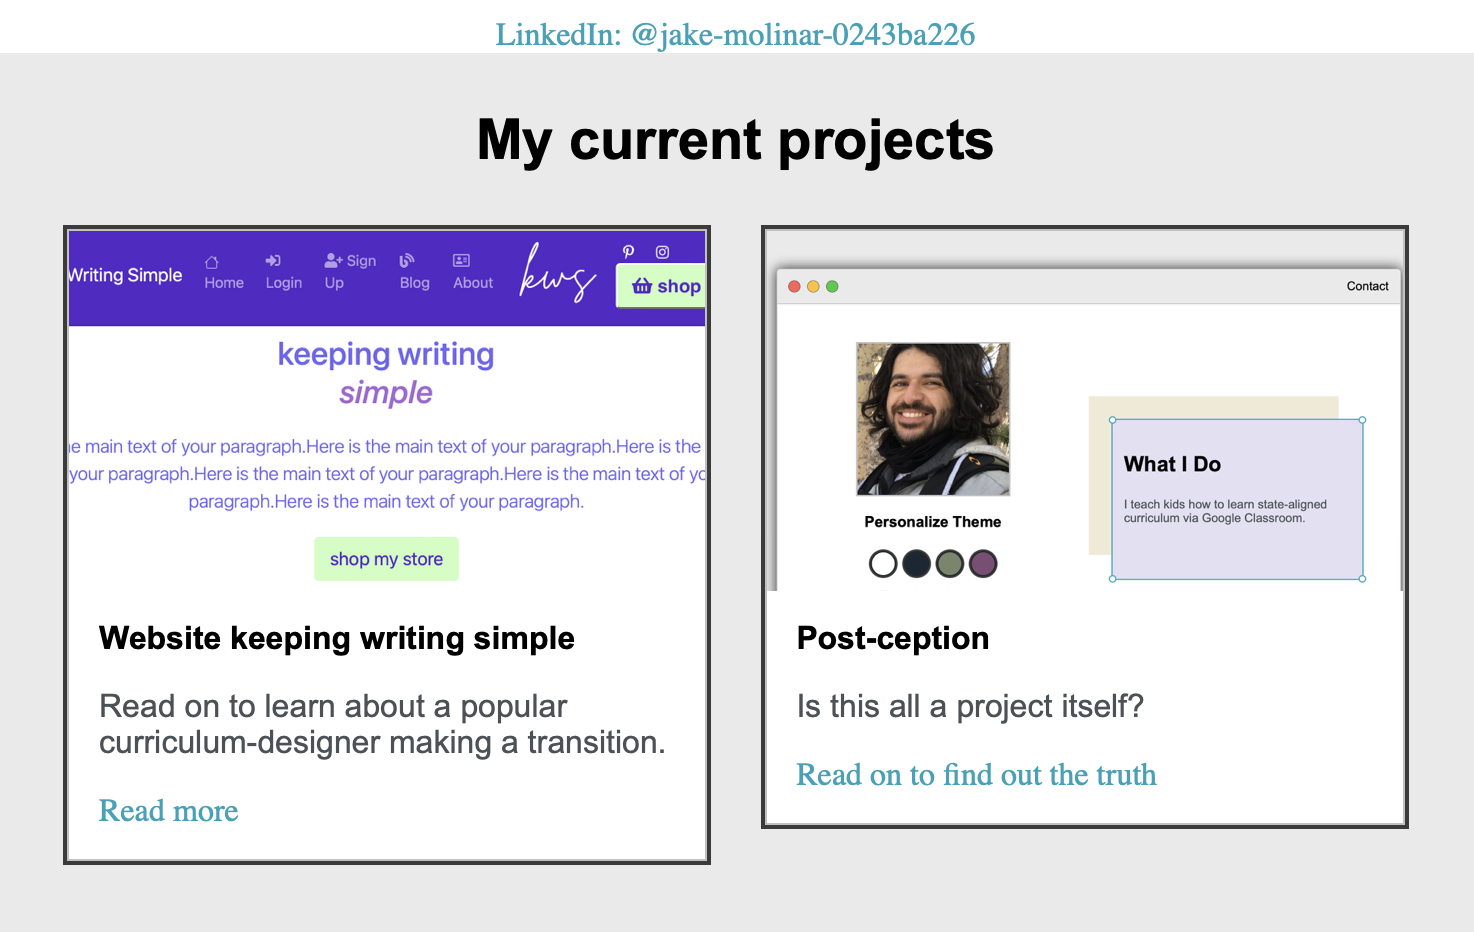 LinkedIn: @jake-molinar-0243ba226
My current projects
Writing Simple
Home
Login
Sign Up
Blog
About
kws
shop
keeping writing
simple
e main text of your paragraph.Here is the main text of your paragraph.Here is the
your paragraph.Here is the main text of your paragraph.Here is the main text of yo
paragraph.Here is the main text of your paragraph.
shop my store
Website keeping writing simple
Read on to learn about a popular
curriculum-designer making a transition.
Read more
Contact
Personalize Theme
What I Do
I teach kids how to learn state-aligned
curriculum via Google Classroom.
Post-ception
Is this all a project itself?
Read on to find out the truth